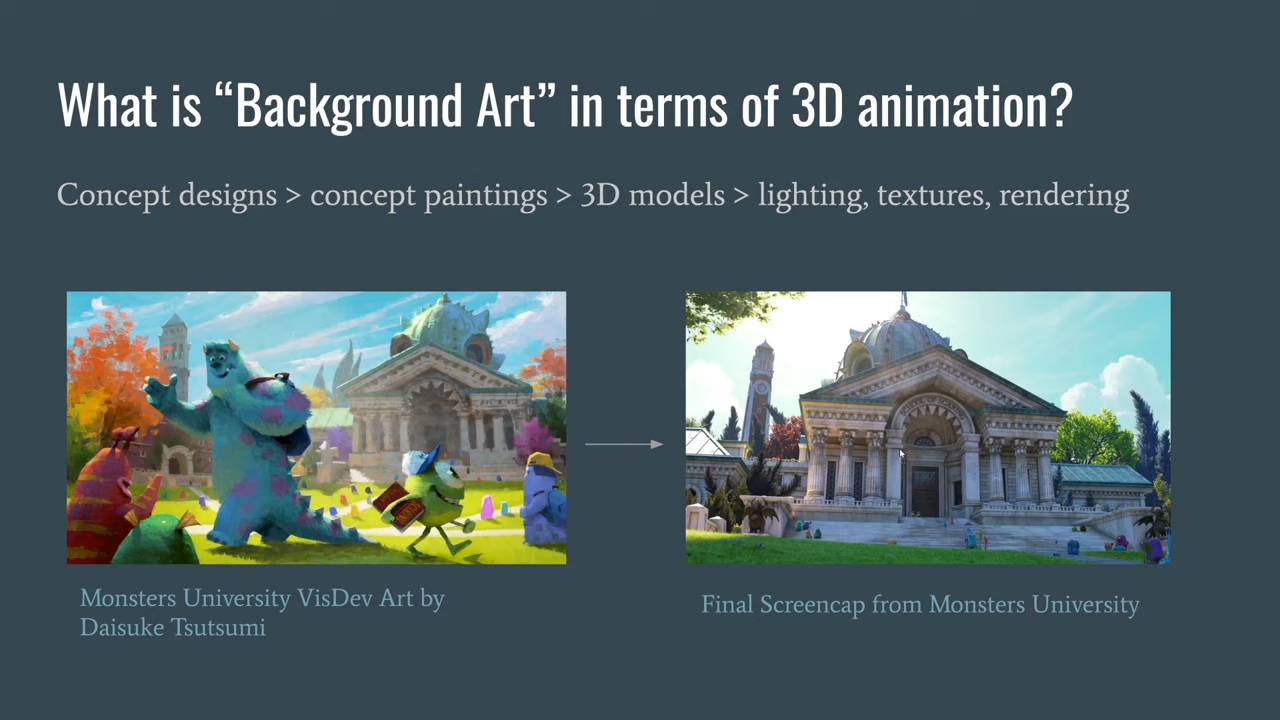 What is “Background Art” in terms of 3D animation?
Concept designs > concept paintings > 3D models > lighting, textures, rendering
Monsters University VisDev Art by
Daisuke Tsutsumi
Final Screencap from Monsters University